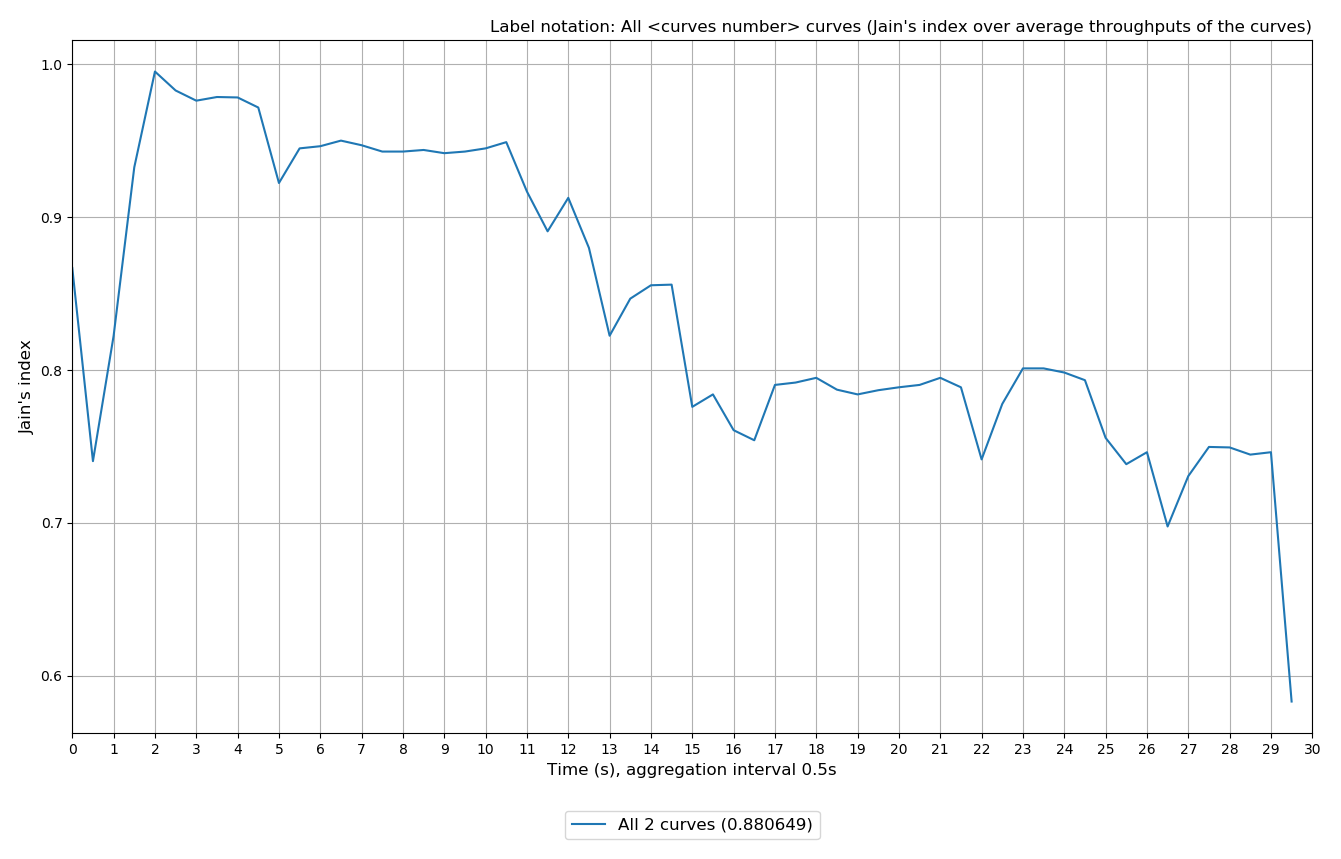 Label notation: All <curves number> curves (Jain's index over average throughputs of the curves)
1.0
0.9
0.8
0.7
0.6
Jain's index
0 1 2 3 4 5 6 7 8 9 10 11 12 13 14 15 16 17 18 19 20 21 22 23 24 25 26 27 28 29 30
Time (s), aggregation interval 0.5s
All 2 curves (0.880649)